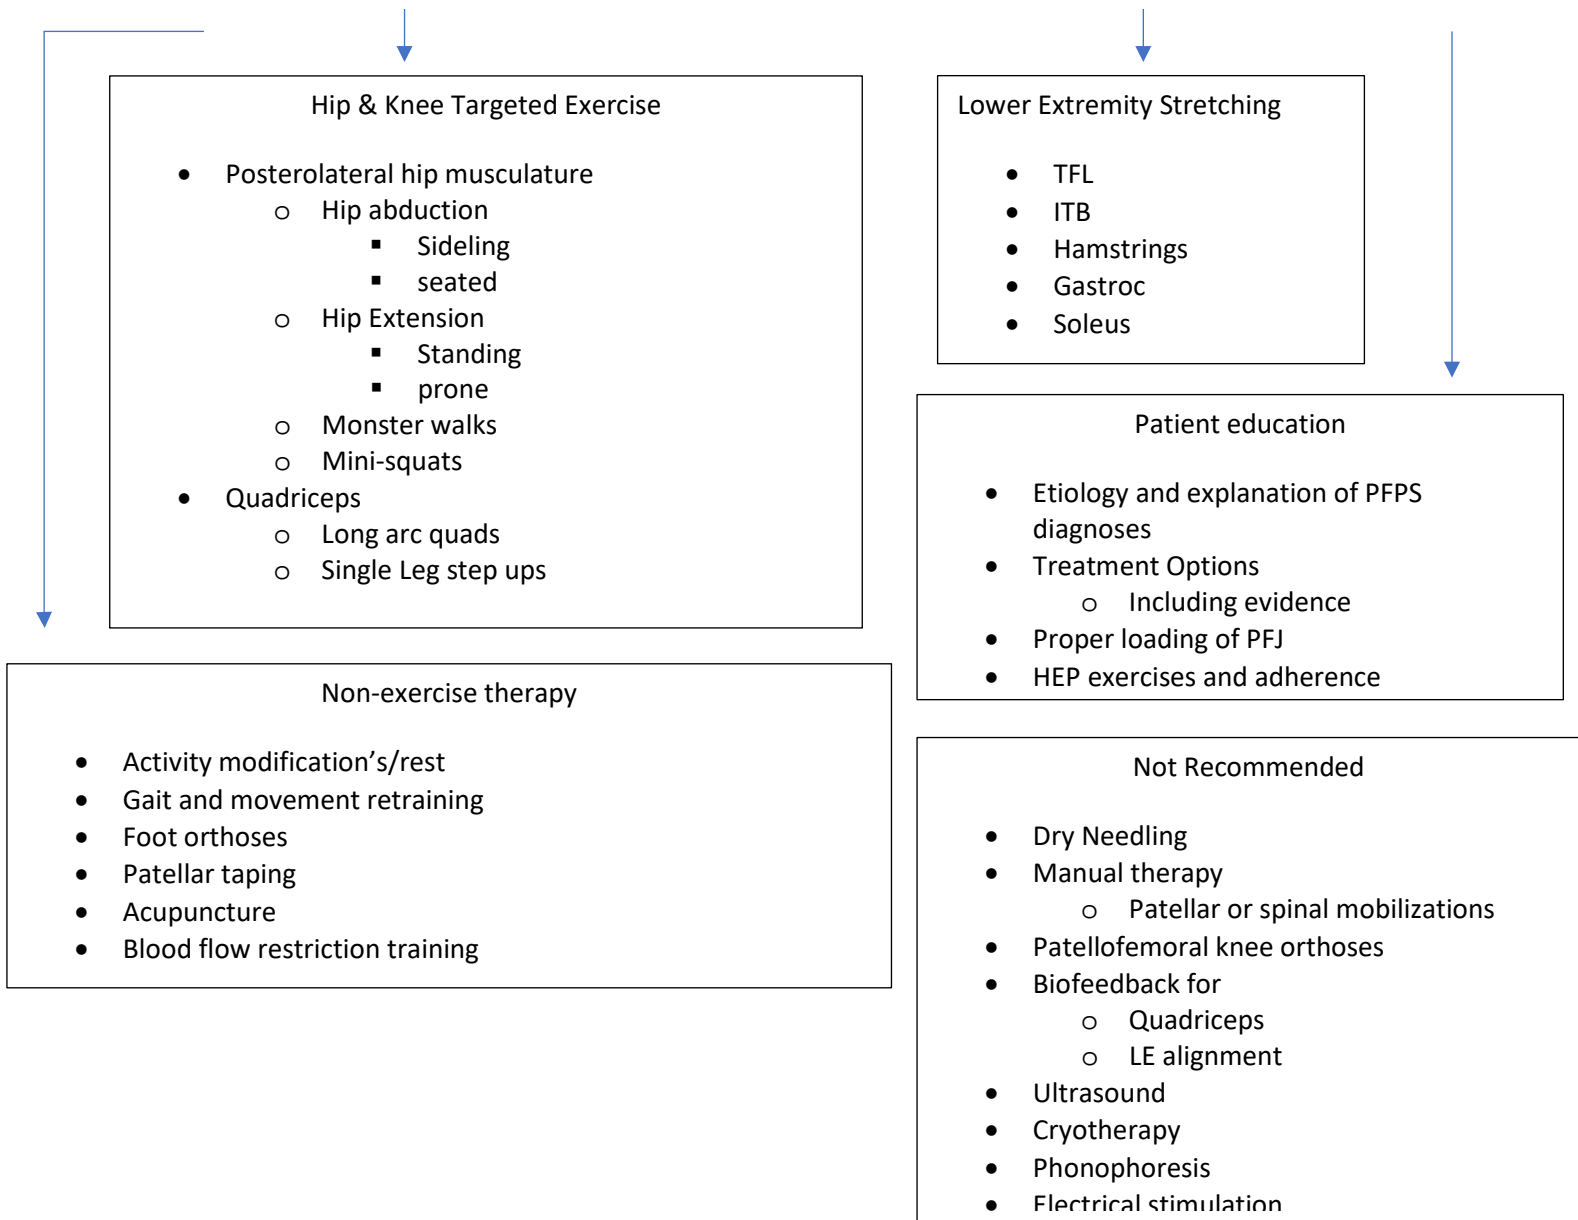 Hip & Knee Targeted Exercise
• Posterolateral hip musculature
o Hip abduction
▪ Sideling
▪ seated
o Hip Extension
▪ Standing
▪ prone
o Monster walks
o Mini-squats
• Quadriceps
o Long arc quads
o Single Leg step ups
Lower Extremity Stretching
• TFL
• ITB
• Hamstrings
• Gastroc
• Soleus
Patient education
• Etiology and explanation of PFPS
diagnoses
• Treatment Options
o Including evidence
• Proper loading of PFJ
• HEP exercises and adherence
Non-exercise therapy
• Activity modification’s/rest
• Gait and movement retraining
• Foot orthoses
• Patellar taping
• Acupuncture
• Blood flow restriction training
Not Recommended
• Dry Needling
• Manual therapy
o Patellar or spinal mobilizations
• Patellofemoral knee orthoses
• Biofeedback for
o Quadriceps
o LE alignment
• Ultrasound
• Cryotherapy
• Phonophoresis
• Electrical stimulation